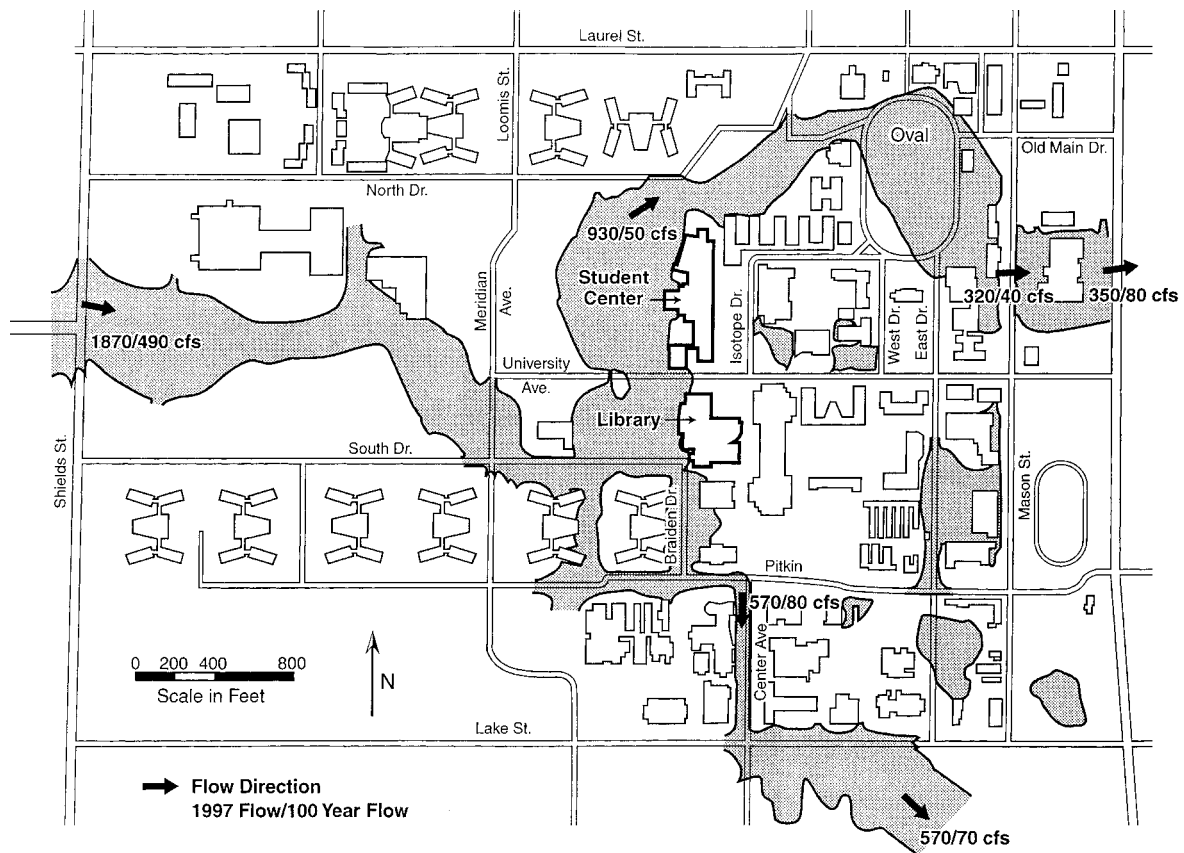 Laurel St.
Loomis St.
Oval
Old Main Dr.
North Dr.
930/50 cfs
Student
Center
Meridian
Ave.
Isotope Dr.
West Dr.
East Dr.
320/40 cfs
350/80 cfs
1870/490 cfs
University
Ave.
Library
South Dr.
Shields St.
Braiden Dr.
Mason St.
Pitkin
570/80 cfs
Center Ave.
0 200 400 800
Scale in Feet
N
Lake St.
Flow Direction
1997 Flow/100 Year Flow
570/70 cfs